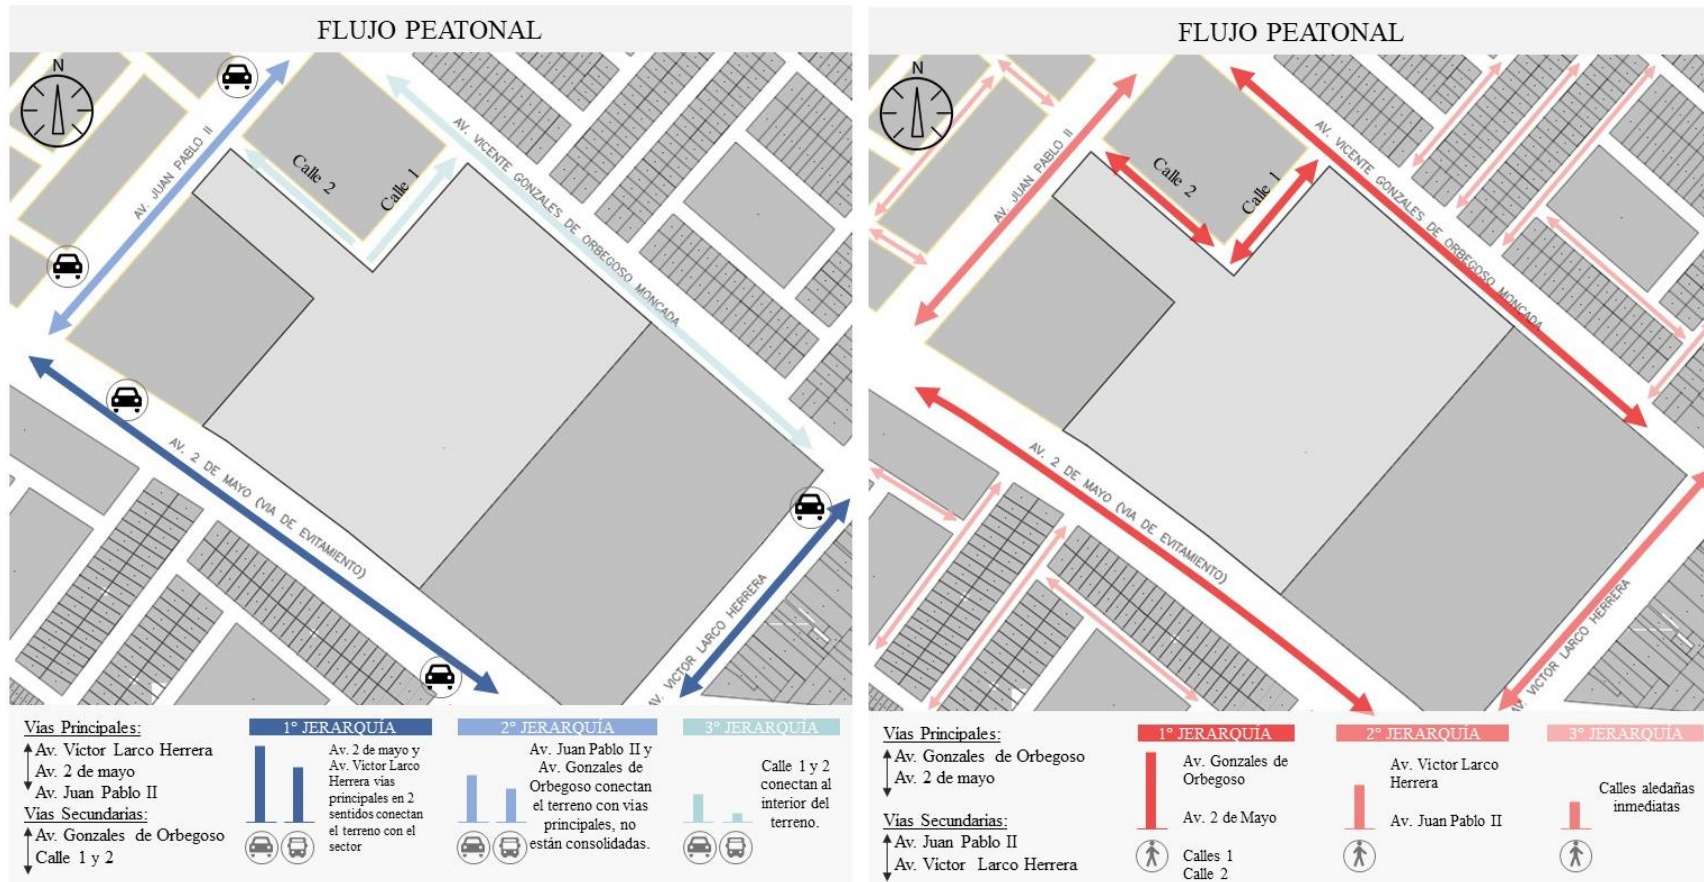 FLUJO PEATONAL
N
AV. JUAN PABLO II
Calle 2
Calle 1
AV. VICENTE GONZALES DE ORBEGOSO MONCADA
AV. 2 DE MAYO (VIA DE EVITAMIENTO)
AV. VICTOR LARCO HERRERA
Vías Principales:
Av. Victor Larco Herrera
Av. 2 de mayo
Av. Juan Pablo II
Vías Secundarias:
Av. Gonzales de Orbegoso
Calle 1 y 2
1° JERARQUÍA
Av. 2 de mayo y
Av. Víctor Larco
Herrera vías
principales en 2
sentidos conectan
el terreno con el
sector
2° JERARQUÍA
Av. Juan Pablo II y
Av. Gonzales de
Orbegoso conectan
el terreno con vias
principales, no
están consolidadas.
3° JERARQUÍA
Calle 1 y 2
conectan al
interior del
terreno.
FLUJO PEATONAL
N
AV. JUAN PABLO II
Calle 2
Calle 1
AV. VICENTE GONZALES DE ORBEGOSO MONCADA
AV. 2 DE MAYO (VIA DE EVITAMIENTO)
AV. VICTOR LARCO HERRERA
Vías Principales:
Av. Gonzales de Orbegoso
Av. 2 de mayo
Vías Secundarias:
Av. Juan Pablo II
Av. Victor Larco Herrera
1° JERARQUÍA
Av. Gonzales de
Orbegoso
Av. 2 de Mayo
Calles 1
Calle 2
2° JERARQUÍA
Av. Victor Larco
Herrera
Av. Juan Pablo II
3° JERARQUÍA
Calles aledañas
inmediatas